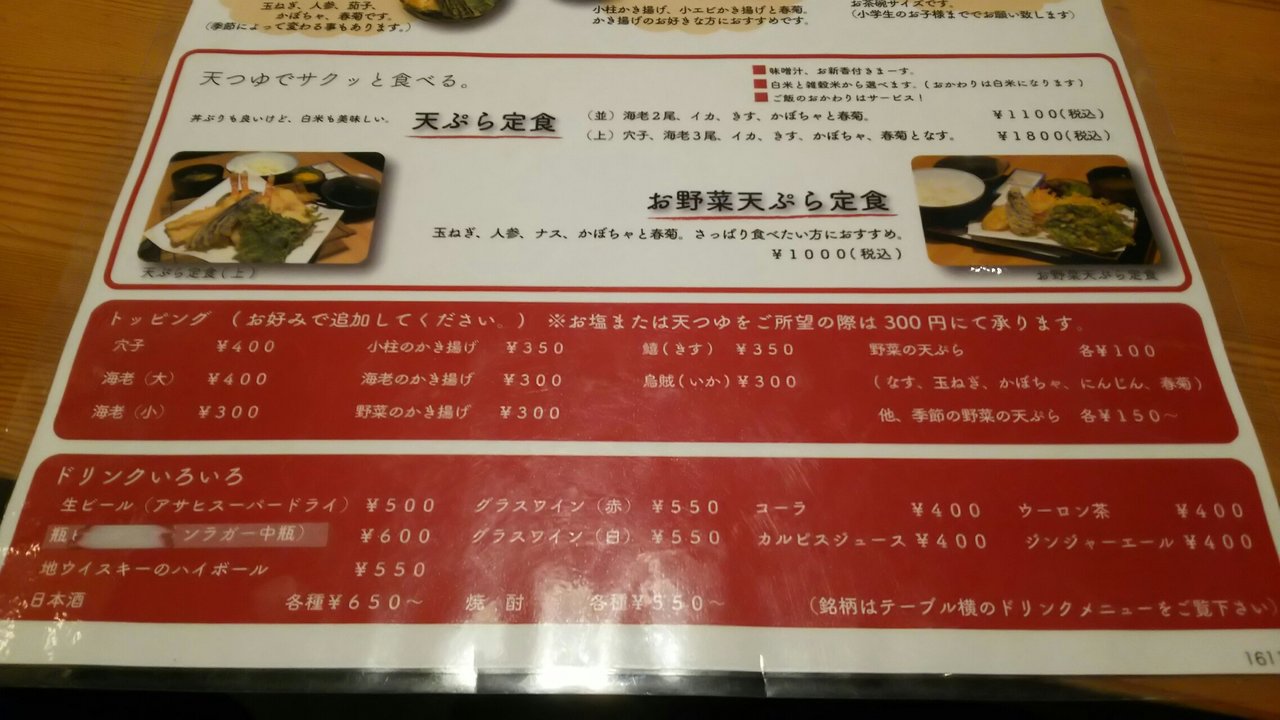 玉ねぎ、人参、茄子、
かぼちゃ、春菊です。
（季節によって変わる事もあります。）
小柱かき揚げ、小エビかき揚げと春菊。
かき揚げのお好きな方におすすめです。
お茶碗サイズです。
（小学生のお子様まででお願い致します）
天つゆでサクッと食べる。
■味噌汁、お新香付きまーす。
■白米と雑穀米から選べます。（おかわりは白米になります）
■ご飯のおかわりはサービス！
丼ぶりも良いけど、白米も美味しい。
天ぷら定食
（並）海老２尾、イカ、きす、かぼちゃと春菊。 ￥１１００（税込）
（上）穴子、海老３尾、イカ、きす、かぼちゃ、春菊となす。 ￥１８００（税込）
天ぷら定食（上）
お野菜天ぷら定食
玉ねぎ、人参、ナス、かぼちゃと春菊。さっぱり食べたい方におすすめ。
￥１０００（税込）
お野菜天ぷら定食
トッピング （お好みで追加してください。） ※お塩または天つゆをご所望の際は300円にて承ります。
穴子 ￥４００ 小柱のかき揚げ ￥３５０ 鱚（きす） ￥３５０ 野菜の天ぷら 各￥１００
海老（大） ￥４００ 海老のかき揚げ ￥３００ 烏賊（いか）￥３００ （なす、玉ねぎ、かぼちゃ、にんじん、春菊）
海老（小） ￥３００ 野菜のかき揚げ ￥３００ 他、季節の野菜の天ぷら 各￥１５０～
ドリンクいろいろ
生ビール（アサヒスーパードライ） ￥５００ グラスワイン（赤） ￥５５０ コーラ ￥４００ ウーロン茶 ￥４００
瓶 ンラガー中瓶） ￥６００ グラスワイン（白） ￥５５０ カルピスジュース ￥４００ ジンジャーエール ￥４００
地ウイスキーのハイボール ￥５５０
日本酒 各種￥６５０～ 焼 酎 各種￥５５０～ （銘柄はテーブル横のドリンクメニューをご覧下さい）